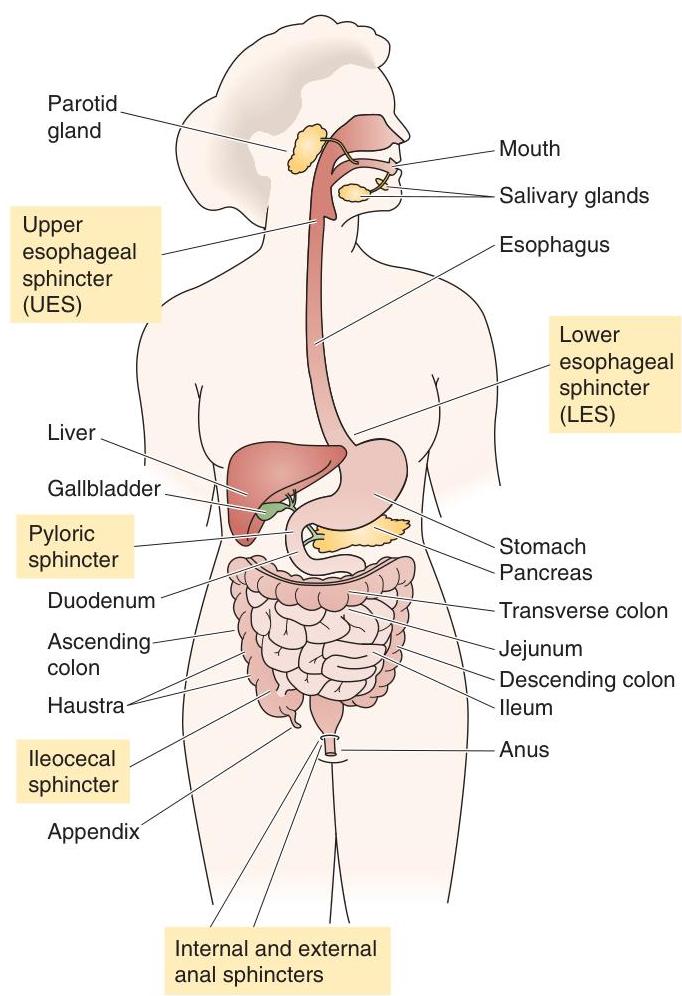 Parotid
gland
Mouth
Salivary glands
Upper
esophageal
sphincter
(UES)
Esophagus
Lower
esophageal
sphincter
(LES)
Liver
Gallbladder
Pyloric
sphincter
Stomach
Pancreas
Duodenum
Transverse colon
Ascending
colon
Jejunum
Descending colon
Haustra
Ileum
Ileocecal
sphincter
Anus
Appendix
Internal and external
anal sphincters